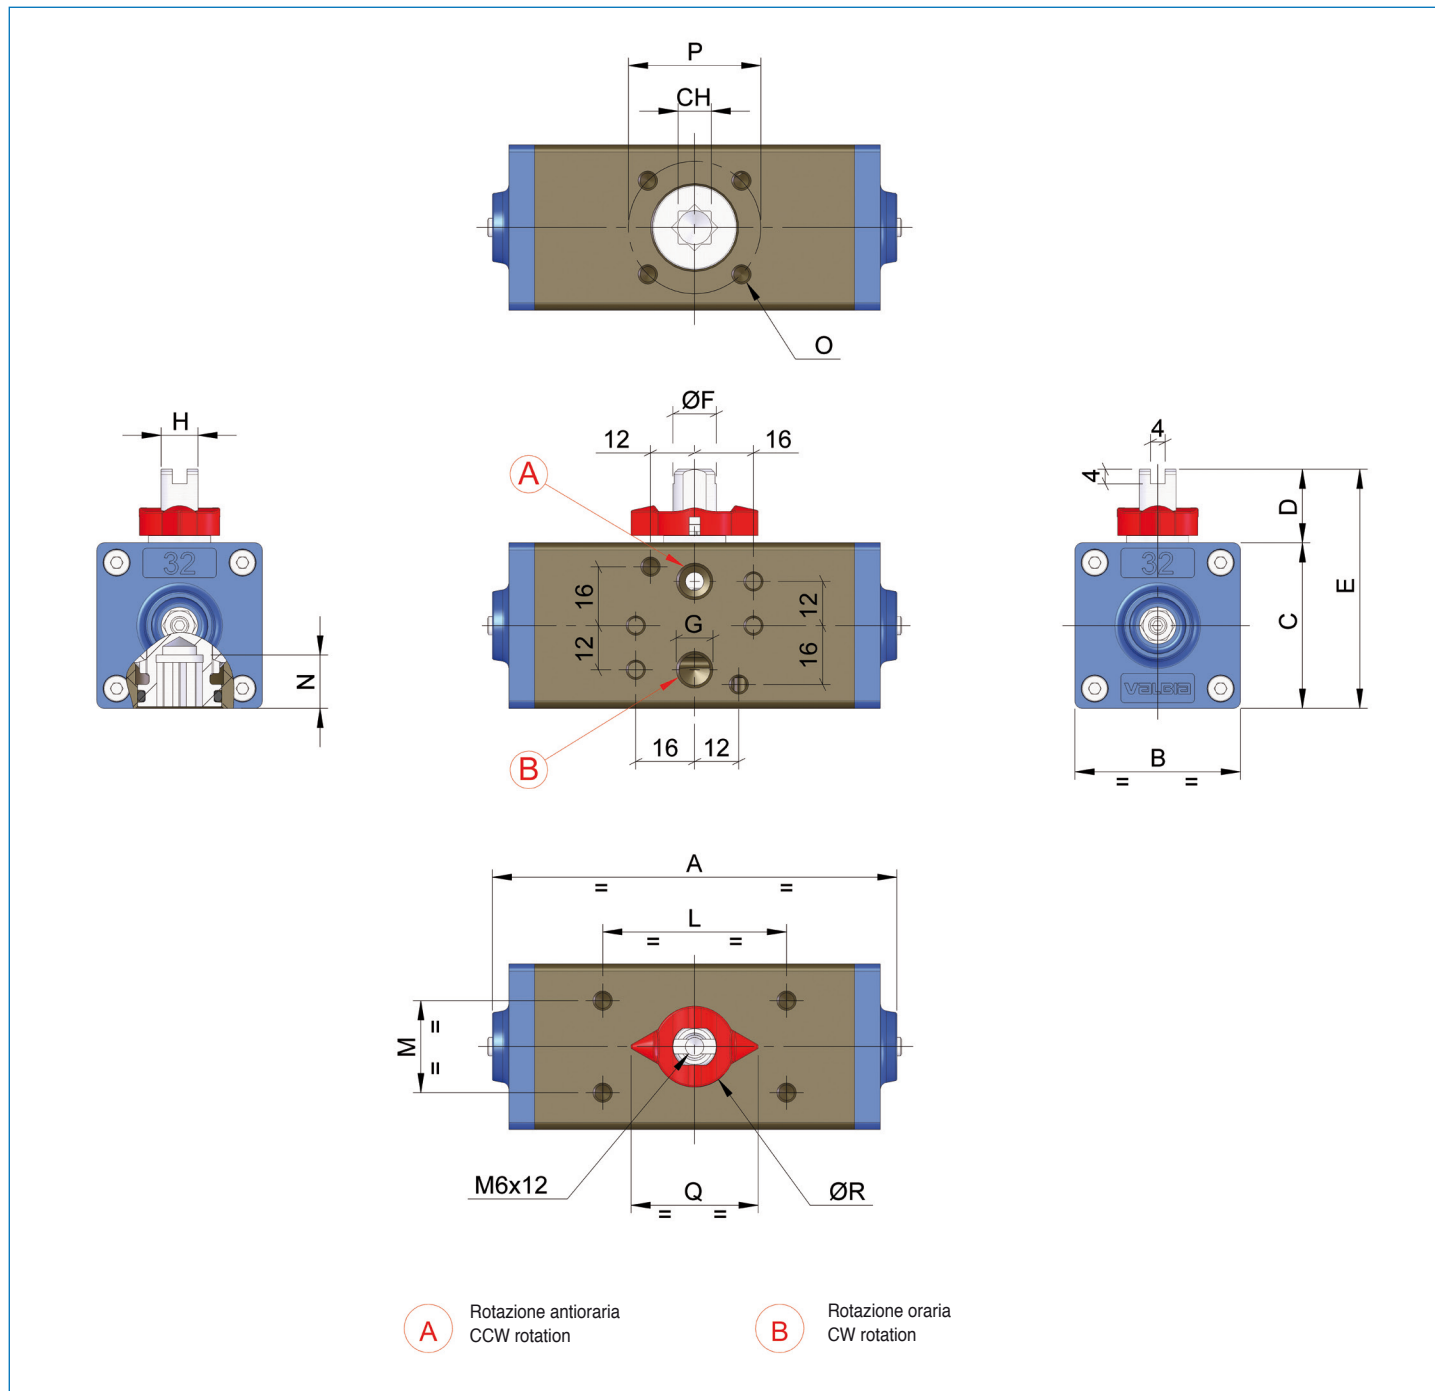 P
CH
O
H
32
N
ØF
12
16
A
16
12
G
12
16
B
16
12
4
4
D
32
E
C
VALBIA
B
= =
A
= =
L
= =
M
=
=
M6x12
Q
= =
ØR
A
Rotazione antioraria
CCW rotation
B
Rotazione oraria
CW rotation